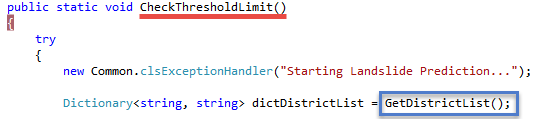 public static void CheckThresholdLimit()
{
try
{
new Common.clsExceptionHandler("Starting Landslide Prediction...");
Dictionary<string, string> dictDistrictList = GetDistrictList();